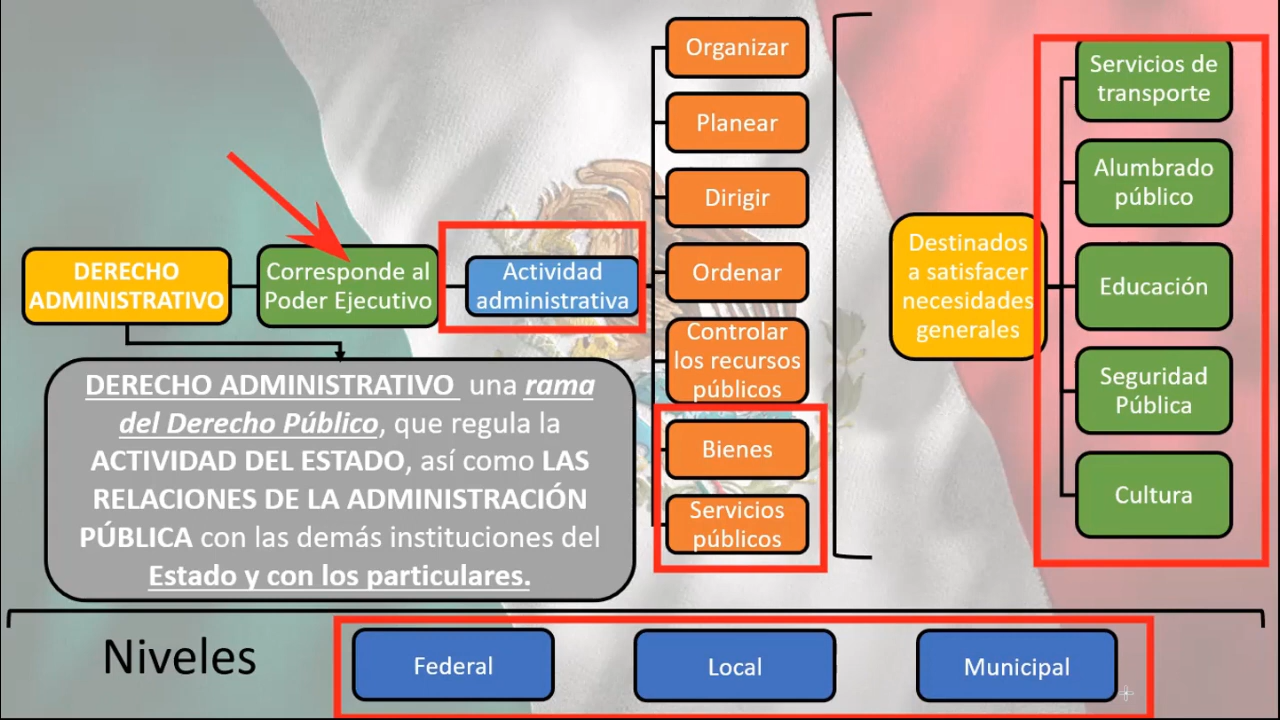 DERECHO
ADMINISTRATIVO
Corresponde al
Poder Ejecutivo
Actividad
administrativa
Organizar
Planear
Dirigir
Ordenar
Controlar
los recursos
públicos
Bienes
Servicios
públicos
Destinados
a satisfacer
necesidades
generales
Servicios de
transporte
Alumbrado
público
Educación
Seguridad
Pública
Cultura
DERECHO ADMINISTRATIVO una rama
del Derecho Público, que regula la
ACTIVIDAD DEL ESTADO, así como LAS
RELACIONES DE LA ADMINISTRACIÓN
PÚBLICA con las demás instituciones del
Estado y con los particulares.
Niveles
Federal
Local
Municipal